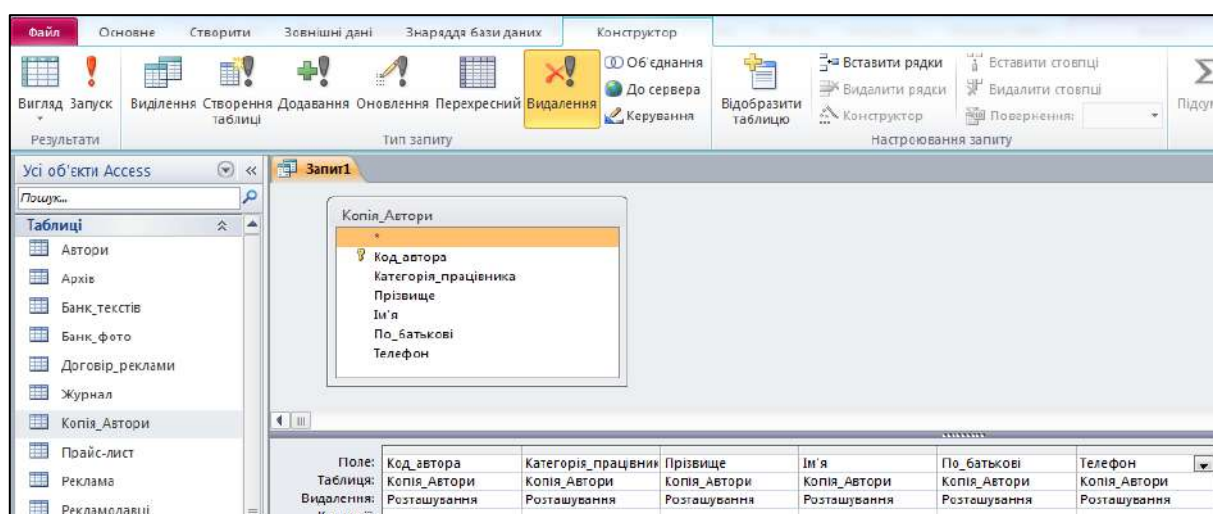 Файл Основне Створити Зовнішні дані Знаряддя бази даних Конструктор
Вигляд Запуск Виділення Створення таблиці Додавання Оновлення Перехресний Видалення Об'єднання До сервера Керування Відобразити таблицю Вставити рядки Видалити рядки Конструктор Вставити стовпці Видалити стовпці Повернення:
Результати Тип запиту Настроювання запиту
Усі об'єкти Access « Запит1
Пошук...
Таблиці
Автори
Архів
Банк_текстів
Банк_фото
Договір_реклами
Журнал
Копія_Автори
Прайс-лист
Реклама
Рекламодавці
Копія_Автори
*
Код_автора
Категорія_працівника
Прізвище
Ім'я
По_батькові
Телефон
Поле: Код_автора Категорія_працівник Прізвище Ім'я По_батькові Телефон
Таблиця: Копія_Автори Копія_Автори Копія_Автори Копія_Автори Копія_Автори Копія_Автори
Видалення: Розташування Розташування Розташування Розташування Розташування Розташування